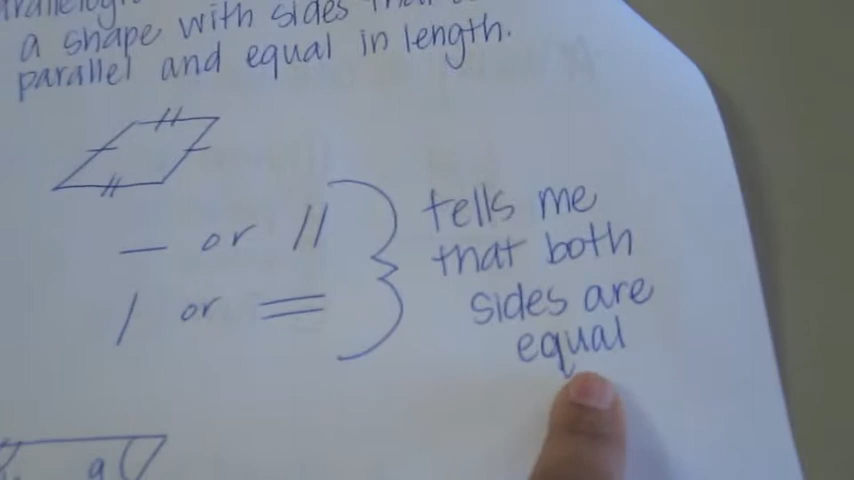 a shape with sides
parallel and equal in length.
— or //
/ or =
tells me
that both
sides are
equal
a